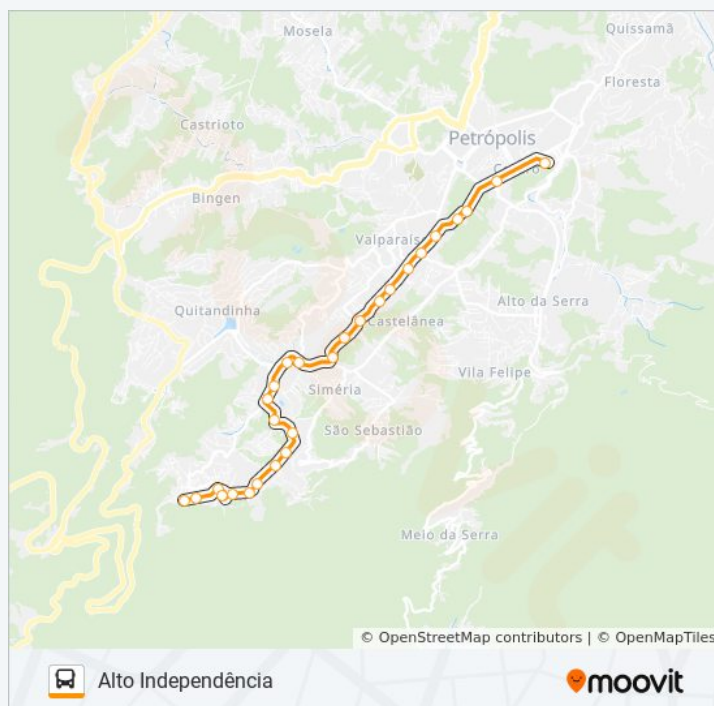 Mosela
Quissamã
Floresta
Castrioto
Petrópolis
Bingen
Valparaís
Quitandinha
Alto da Serra
Castelânea
Siméria
Vila Felipe
São Sebastião
Meio da Serra
© OpenStreetMap contributors | © OpenMapTiles
Alto Independência
moovit